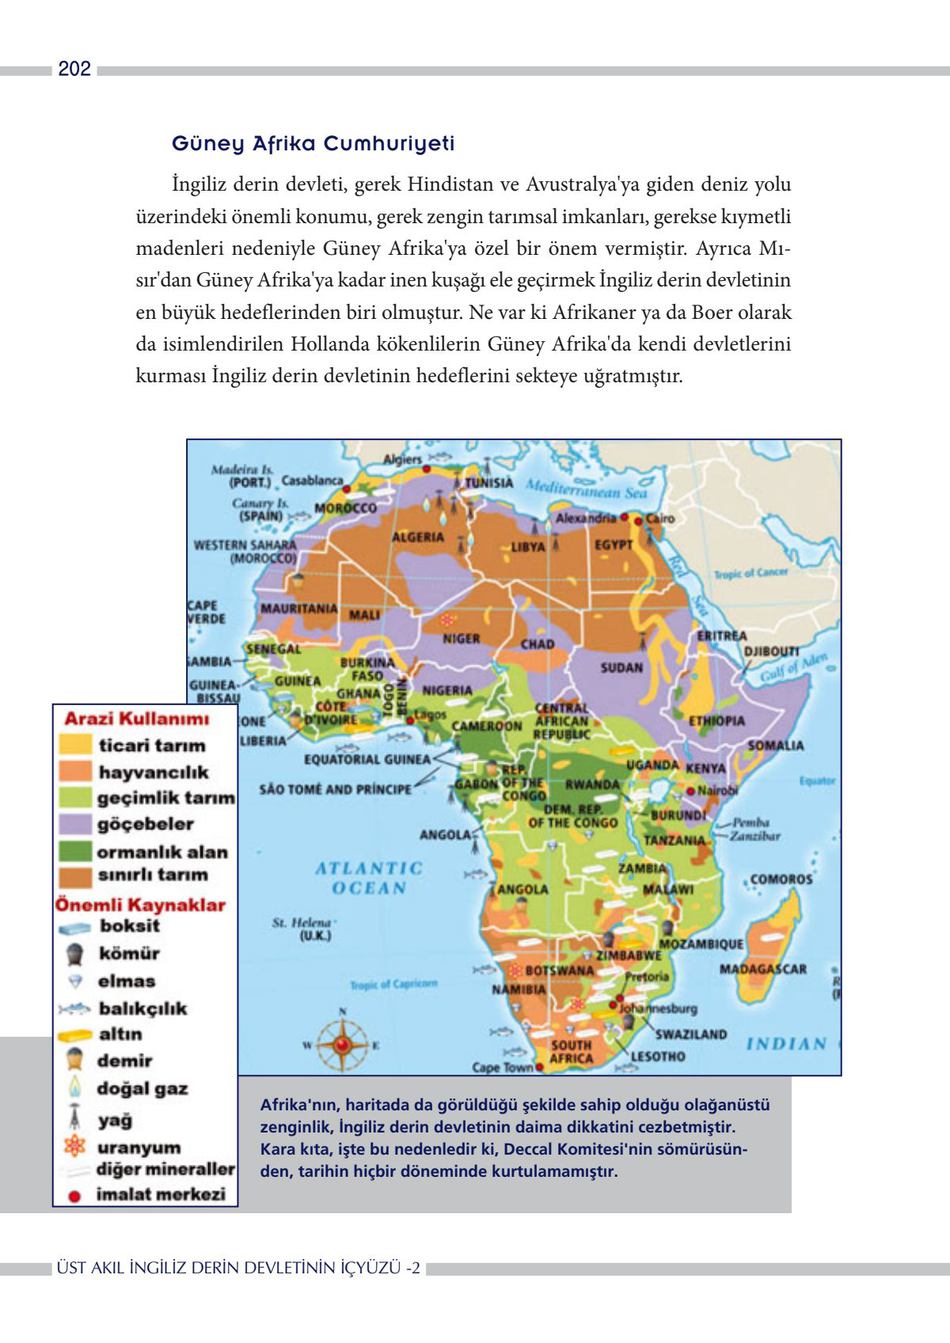 202
Güney Afrika Cumhuriyeti
İngiliz derin devleti, gerek Hindistan ve Avustralya'ya giden deniz yolu
üzerindeki önemli konumu, gerek zengin tarımsal imkanları, gerekse kıymetli
madenleri nedeniyle Güney Afrika'ya özel bir önem vermiştir. Ayrıca Mı-
sır'dan Güney Afrika'ya kadar inen kuşağı ele geçirmek İngiliz derin devletinin
en büyük hedeflerinden biri olmuştur. Ne var ki Afrikaner ya da Boer olarak
da isimlendirilen Hollanda kökenlilerin Güney Afrika'da kendi devletlerini
kurması İngiliz derin devletinin hedeflerini sekteye uğratmıştır.
Algiers
Madeira Is.
(PORT.)
Casablanca
TUNISIA
Mediterranean Sea
Canary Is.
(SPAIN)
MOROCCO
Alexandria
Cairo
ALGERIA
LIBYA
EGYPT
WESTERN SAHARA
(MOROCCO)
Red Sea
Tropic of Cancer
CAPE
VERDE
MAURITANIA
MALI
NIGER
CHAD
ERITREA
SENEGAL
DJIBOUTI
GAMBIA
BURKINA
FASO
SUDAN
Gulf of Aden
GUINEA-
BISSAU
GUINEA
GHANA
TOGO
BENIN
NIGERIA
CÔTE
D'IVOIRE
Lagos
CENTRAL
AFRICAN
REPUBLIC
ETHIOPIA
ONE
LIBERIA
CAMEROON
SOMALIA
EQUATORIAL GUINEA
UGANDA
KENYA
REP.
OF THE
CONGO
GABON
RWANDA
Equator
SÃO TOMÉ AND PRÍNCIPE
Nairobi
DEM. REP.
OF THE CONGO
BURUNDI
Pemba
Zanzibar
ANGOLA
TANZANIA
ATLANTIC
OCEAN
ZAMBIA
COMOROS
ANGOLA
MALAWI
St. Helena
(U.K.)
MOZAMBIQUE
ZIMBABWE
BOTSWANA
MADAGASCAR
Pretoria
NAMIBIA
Tropic of Capricorn
Johannesburg
N
W
E
SWAZILAND
INDIAN
SOUTH
AFRICA
LESOTHO
Cape Town
Arazi Kullanımı
ticari tarım
hayvancılık
geçimlik tarım
göçebeler
ormanlık alan
sınırlı tarım
Önemli Kaynaklar
boksit
kömür
elmas
balıkçılık
altın
demir
doğal gaz
yağ
uranyum
diğer mineraller
imalat merkezi
Afrika'nın, haritada da görüldüğü şekilde sahip olduğu olağanüstü
zenginlik, İngiliz derin devletinin daima dikkatini cezbetmiştir.
Kara kıta, işte bu nedenledir ki, Deccal Komitesi'nin sömürüsün-
den, tarihin hiçbir döneminde kurtulamamıştır.
ÜST AKIL İNGİLİZ DERİN DEVLETİNİN İÇYÜZÜ -2